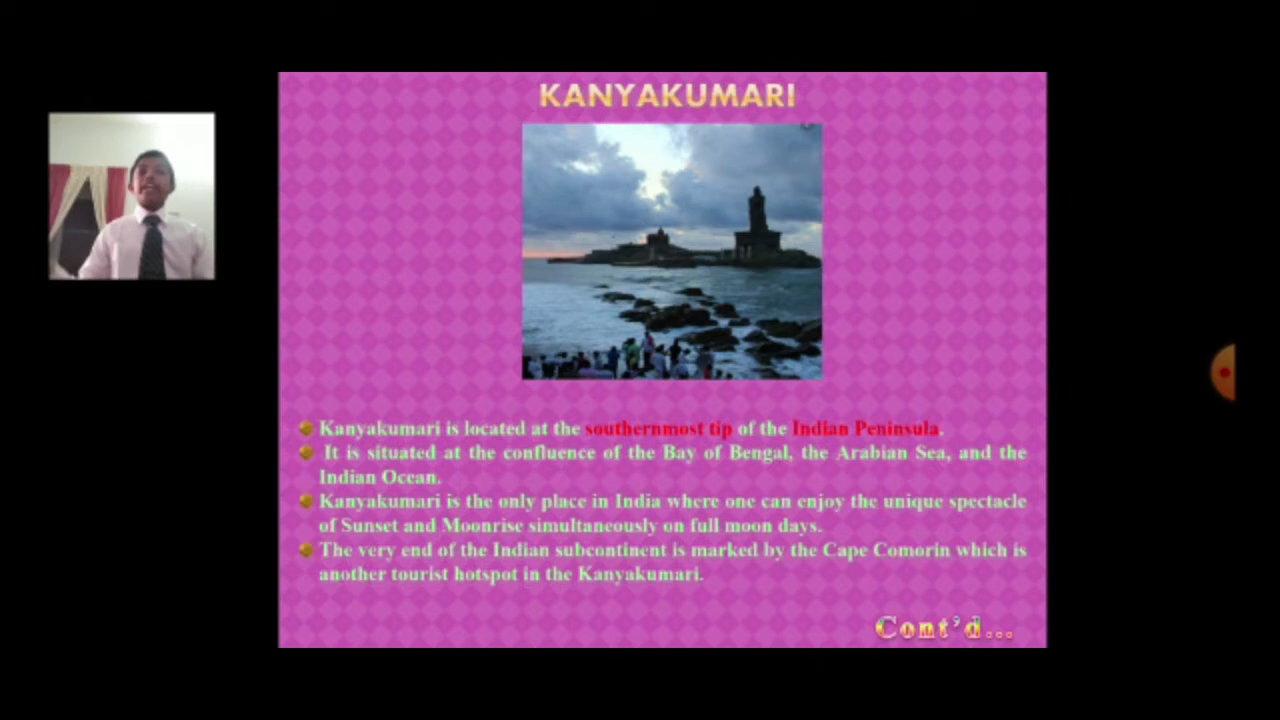 KANYAKUMARI
Kanyakumari is located at the southernmost tip of the Indian Peninsula.
It is situated at the confluence of the Bay of Bengal, the Arabian Sea, and the
Indian Ocean.
Kanyakumari is the only place in India where one can enjoy the unique spectacle
of Sunset and Moonrise simultaneously on full moon days.
The very end of the Indian subcontinent is marked by the Cape Comorin which is
another tourist hotspot in the Kanyakumari.
Cont'd...